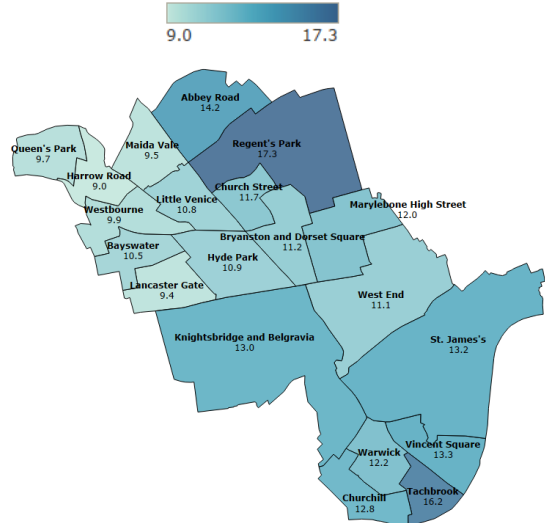 9.0 17.3
Abbey Road
14.2
Regent's Park
17.3
Maida Vale
9.5
Queen's Park
9.7
Harrow Road
9.0
Church Street
11.7
Little Venice
10.8
Marylebone High Street
12.0
Westbourne
9.9
Bryanston and Dorset Square
11.2
Bayswater
10.5
Hyde Park
10.9
Lancaster Gate
9.4
West End
11.1
Knightsbridge and Belgravia
13.0
St. James's
13.2
Vincent Square
13.3
Warwick
12.2
Tachbrook
16.2
Churchill
12.8